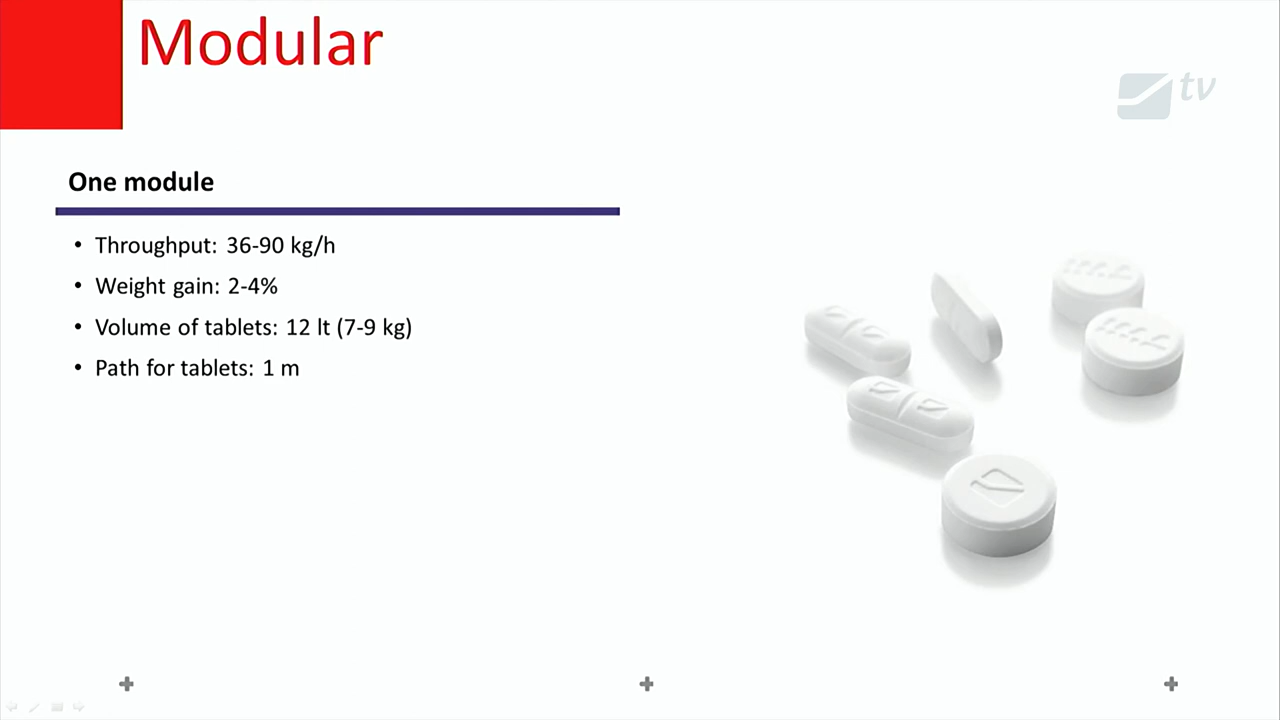 Modular
tv
One module
• Throughput: 36-90 kg/h
• Weight gain: 2-4%
• Volume of tablets: 12 lt (7-9 kg)
• Path for tablets: 1 m